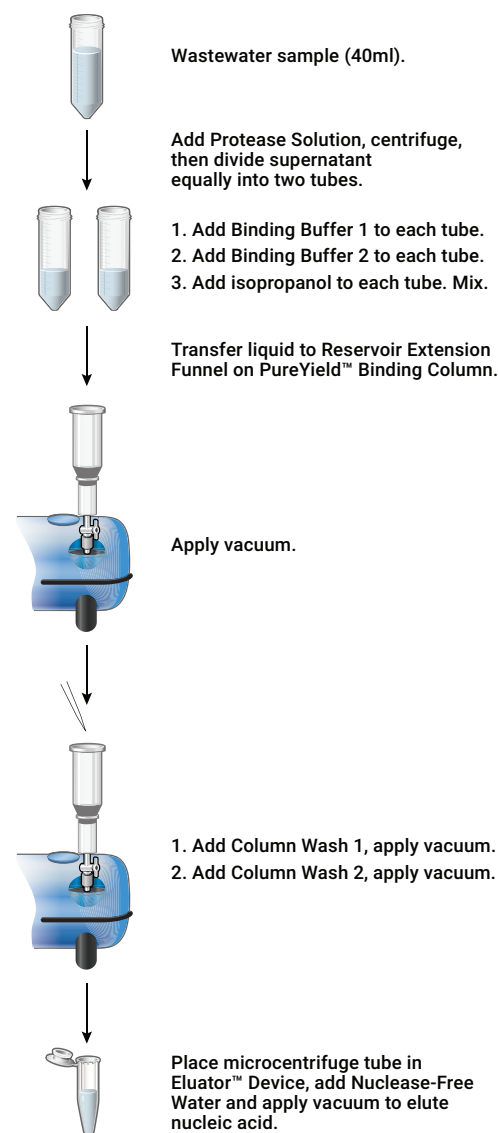 Wastewater sample (40ml).
Add Protease Solution, centrifuge,
then divide supernatant
equally into two tubes.
1. Add Binding Buffer 1 to each tube.
2. Add Binding Buffer 2 to each tube.
3. Add isopropanol to each tube. Mix.
Transfer liquid to Reservoir Extension
Funnel on PureYield™ Binding Column.
Apply vacuum.
1. Add Column Wash 1, apply vacuum.
2. Add Column Wash 2, apply vacuum.
Place microcentrifuge tube in
Eluator™ Device, add Nuclease-Free
Water and apply vacuum to elute
nucleic acid.